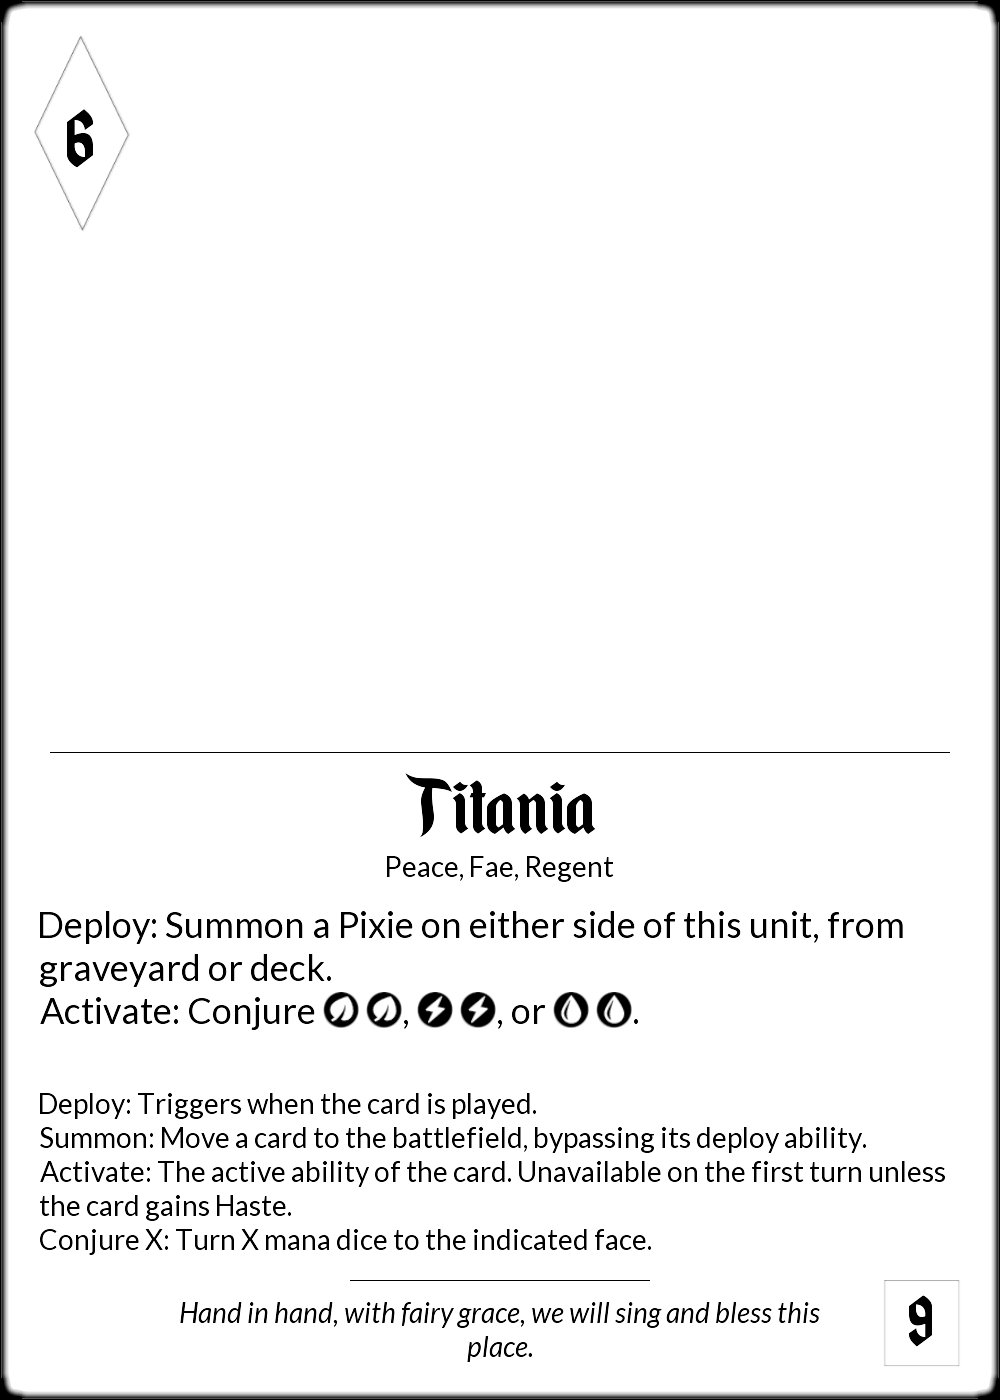 6
Titania
Peace, Fae, Regent
Deploy: Summon a Pixie on either side of this unit, from
graveyard or deck.
Activate: Conjure , , or .
Deploy: Triggers when the card is played.
Summon: Move a card to the battlefield, bypassing its deploy ability.
Activate: The active ability of the card. Unavailable on the first turn unless
the card gains Haste.
Conjure X: Turn X mana dice to the indicated face.
Hand in hand, with fairy grace, we will sing and bless this
place.
9